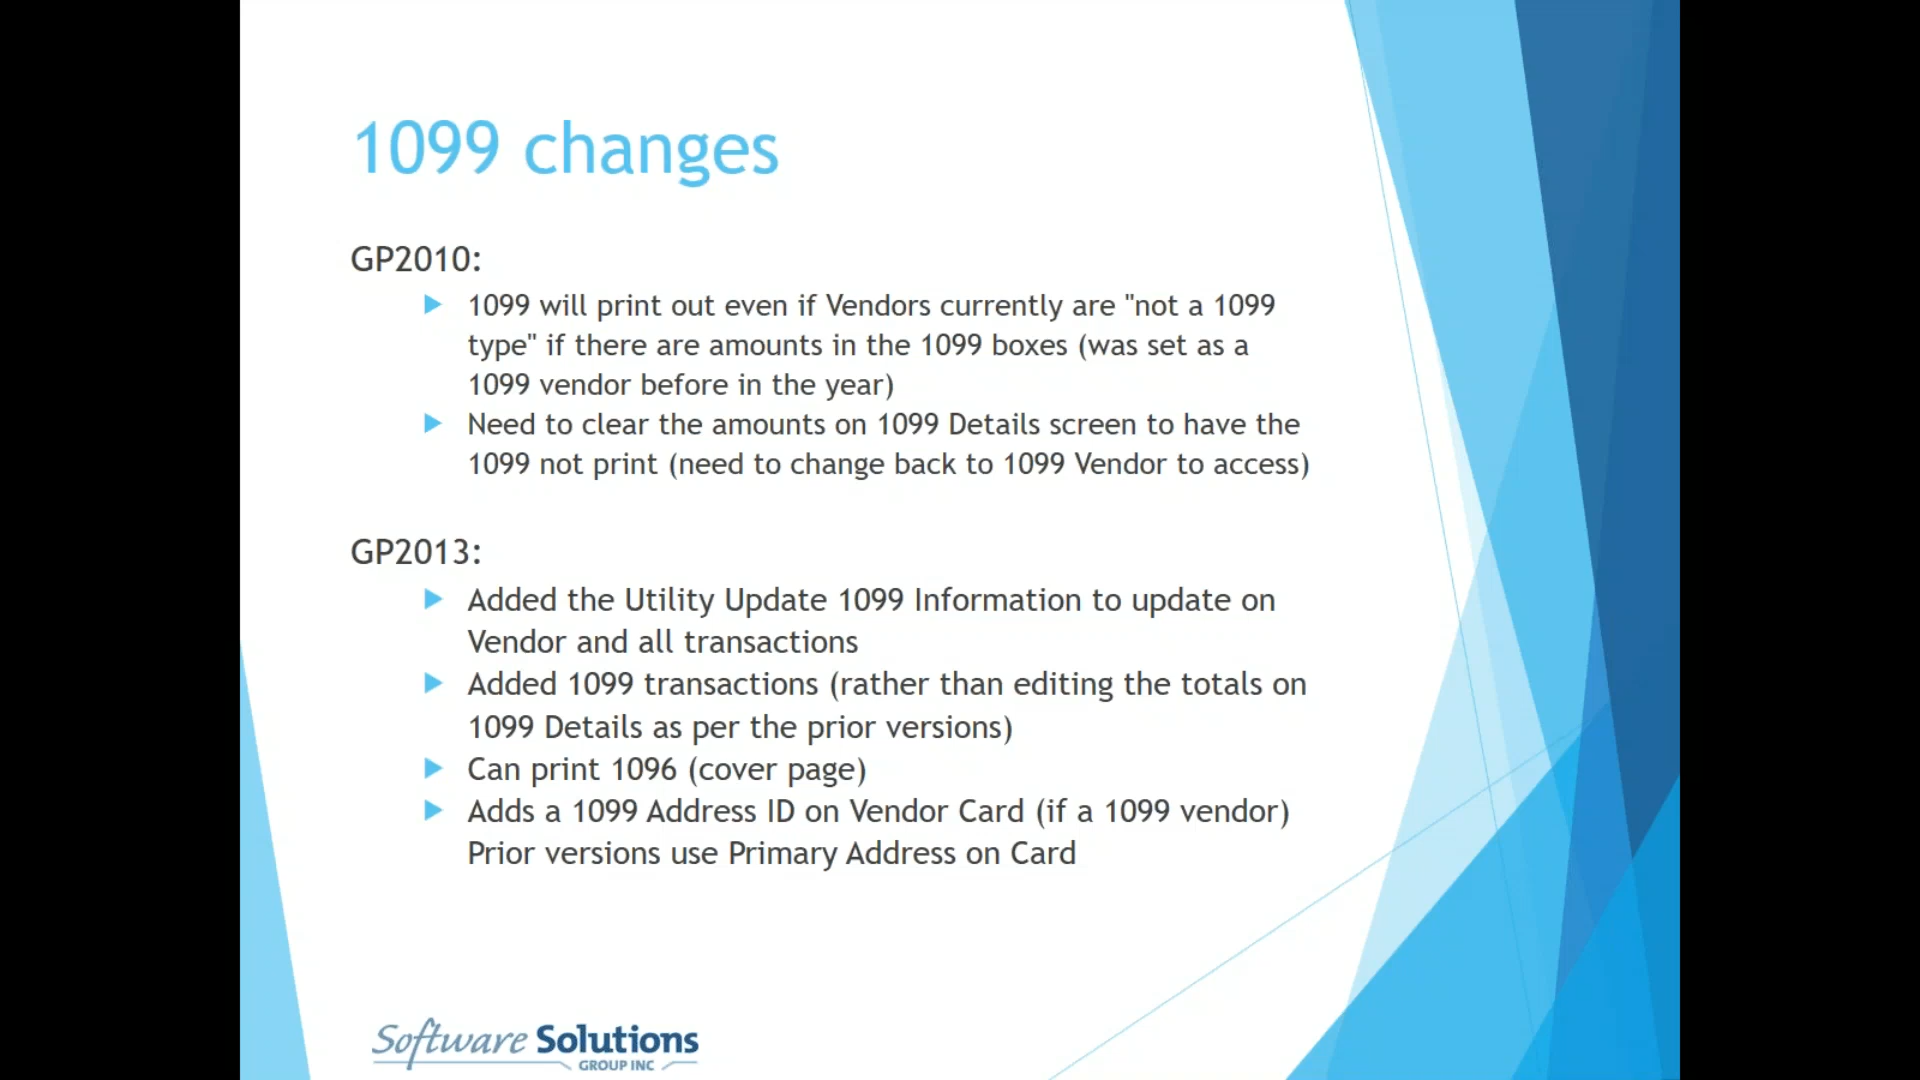 1099 changes
GP2010:
1099 will print out even if Vendors currently are "not a 1099
type" if there are amounts in the 1099 boxes (was set as a
1099 vendor before in the year)
Need to clear the amounts on 1099 Details screen to have the
1099 not print (need to change back to 1099 Vendor to access)
GP2013:
Added the Utility Update 1099 Information to update on
Vendor and all transactions
Added 1099 transactions (rather than editing the totals on
1099 Details as per the prior versions)
Can print 1096 (cover page)
Adds a 1099 Address ID on Vendor Card (if a 1099 vendor)
Prior versions use Primary Address on Card
Software Solutions
GROUP INC